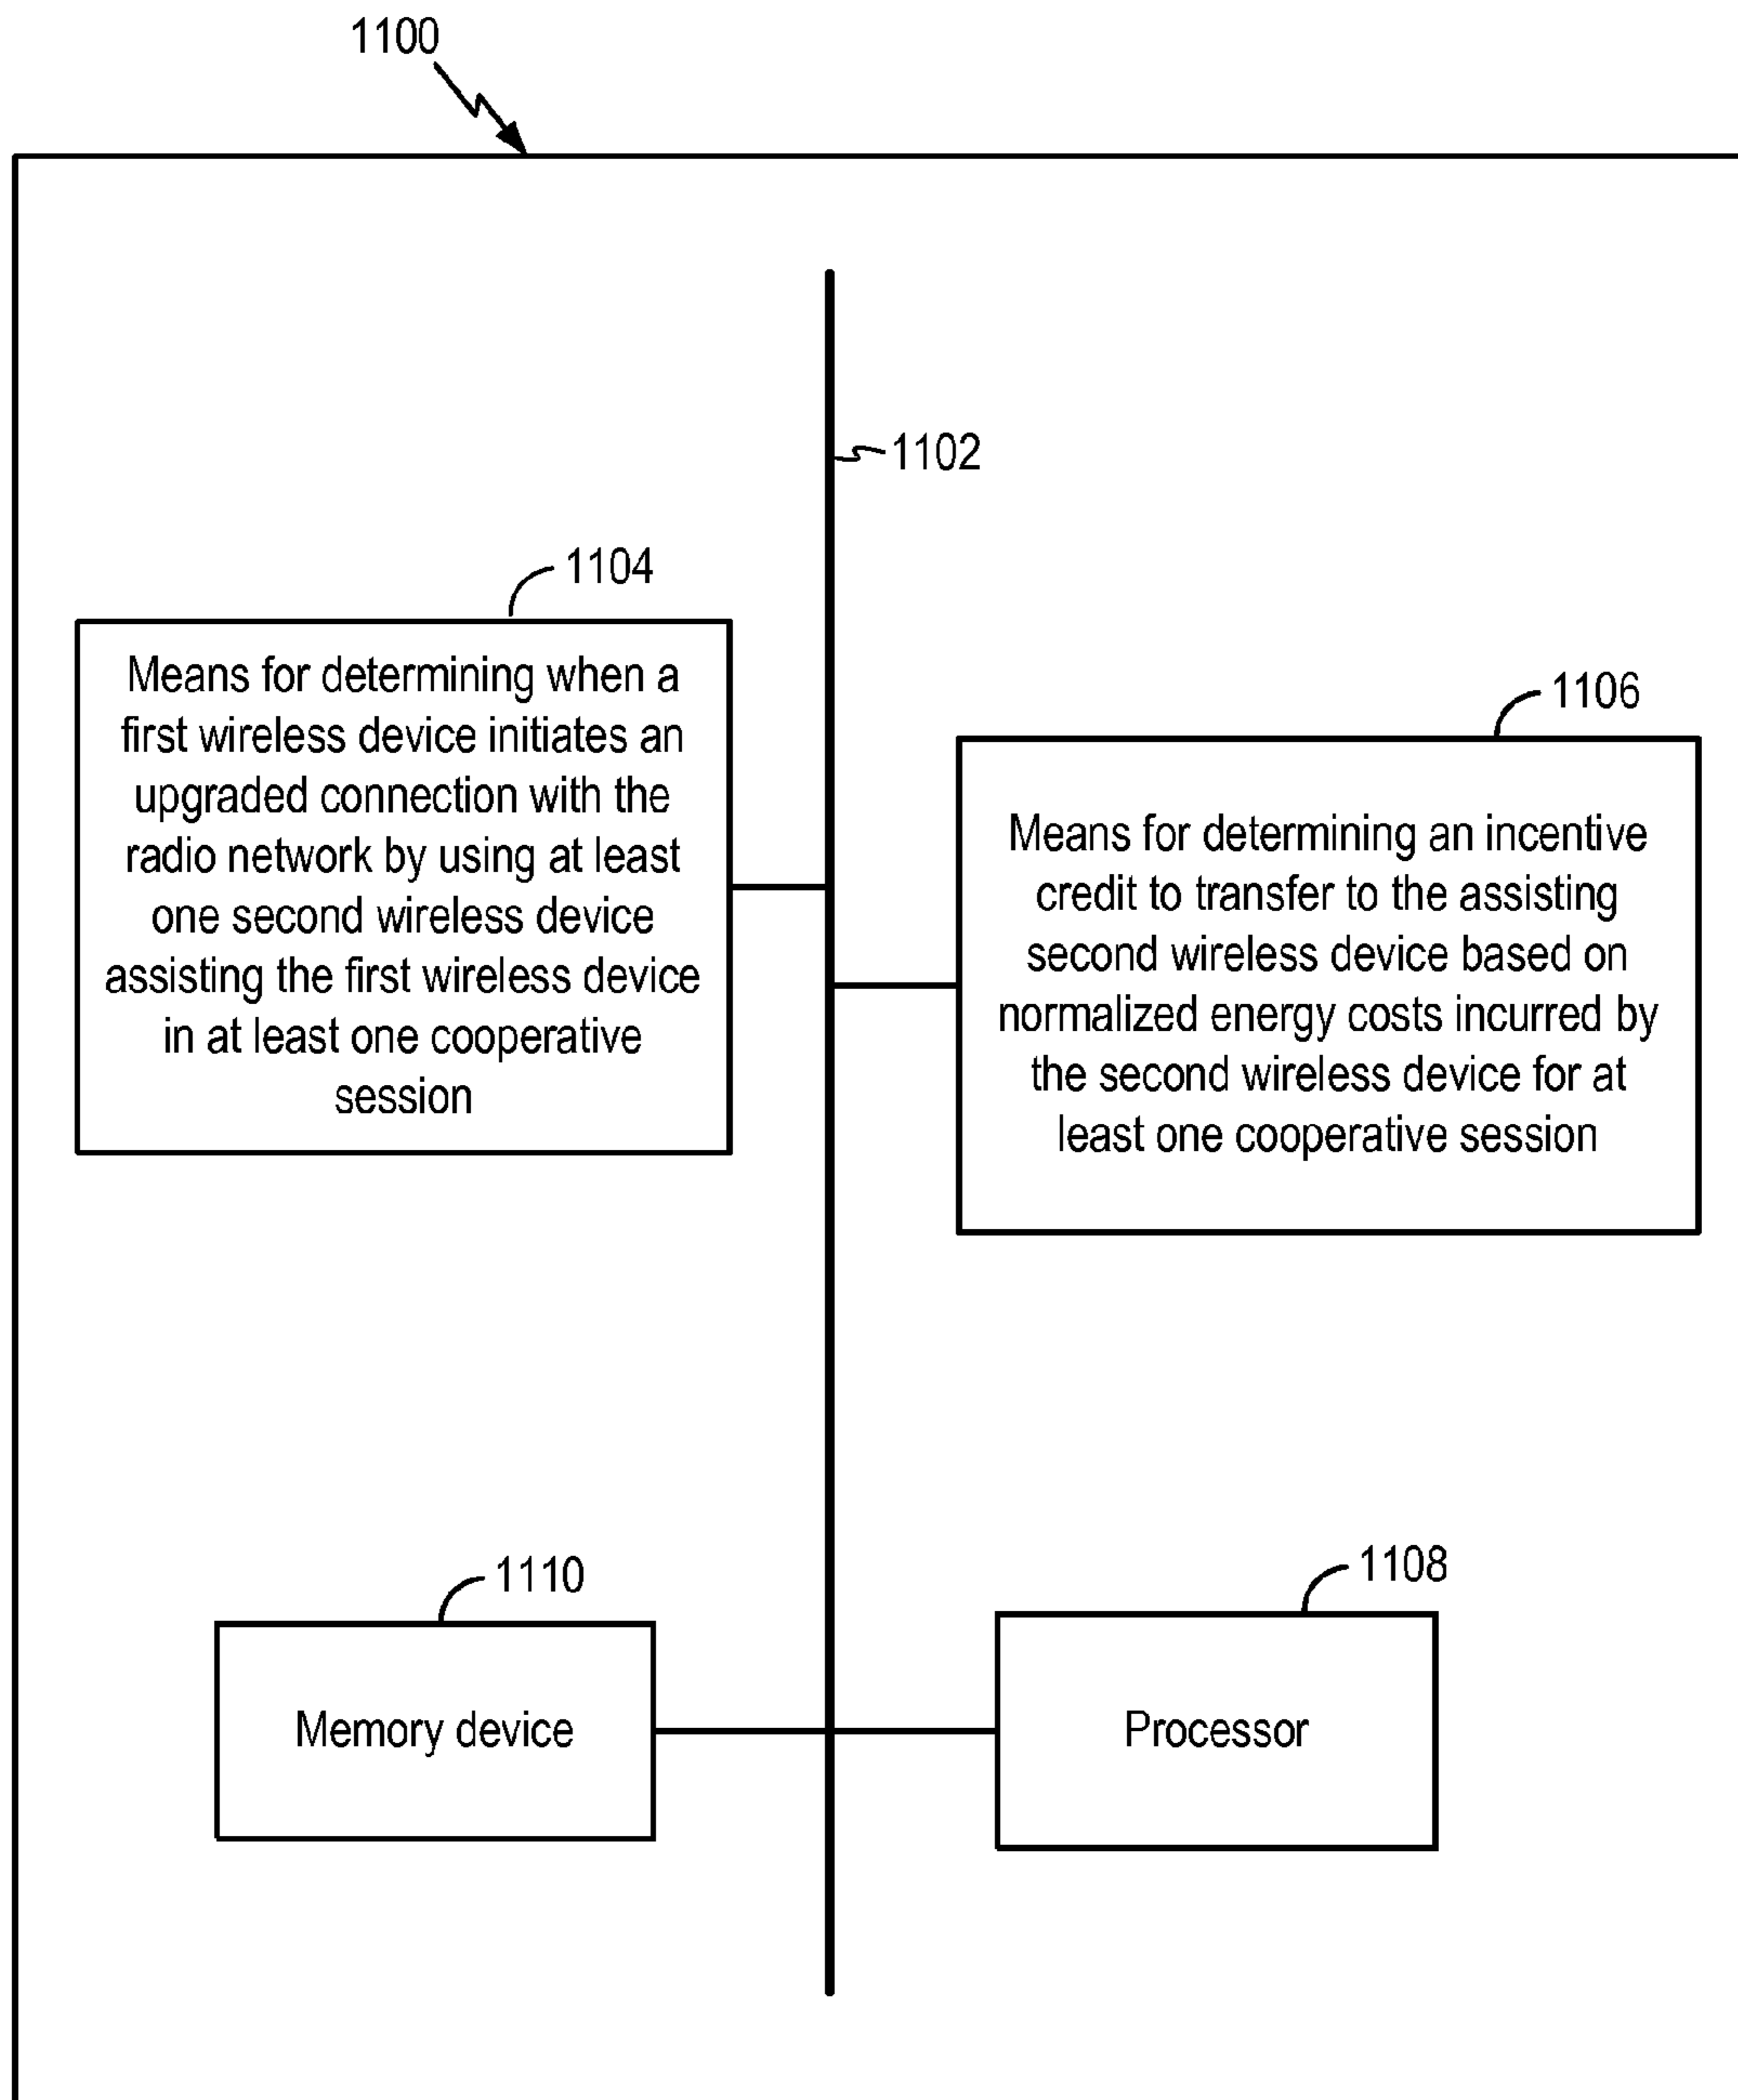 1100
1102
1104
Means for determining when a
first wireless device initiates an
upgraded connection with the
radio network by using at least
one second wireless device
assisting the first wireless device
in at least one cooperative
session
1106
Means for determining an incentive
credit to transfer to the assisting
second wireless device based on
normalized energy costs incurred by
the second wireless device for at
least one cooperative session
1110
Memory device
1108
Processor